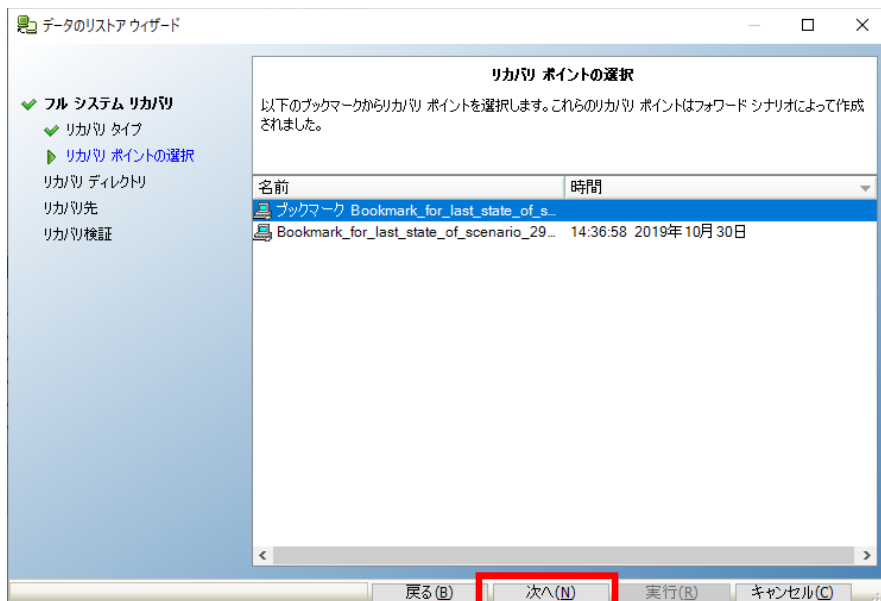 データのリストア ウィザード
リカバリ ポイントの選択
以下のブックマークからリカバリ ポイントを選択します。これらのリカバリ ポイントはフォワード シナリオによって作成
されました。
フル システム リカバリ
リカバリ タイプ
リカバリ ポイントの選択
リカバリ ディレクトリ
リカバリ先
リカバリ検証
名前 時間
ブックマーク Bookmark_for_last_state_of_s...
Bookmark_for_last_state_of_scenario_29... 14:36:58 2019年10月30日
戻る(B) 次へ(N) 実行(R) キャンセル(C)